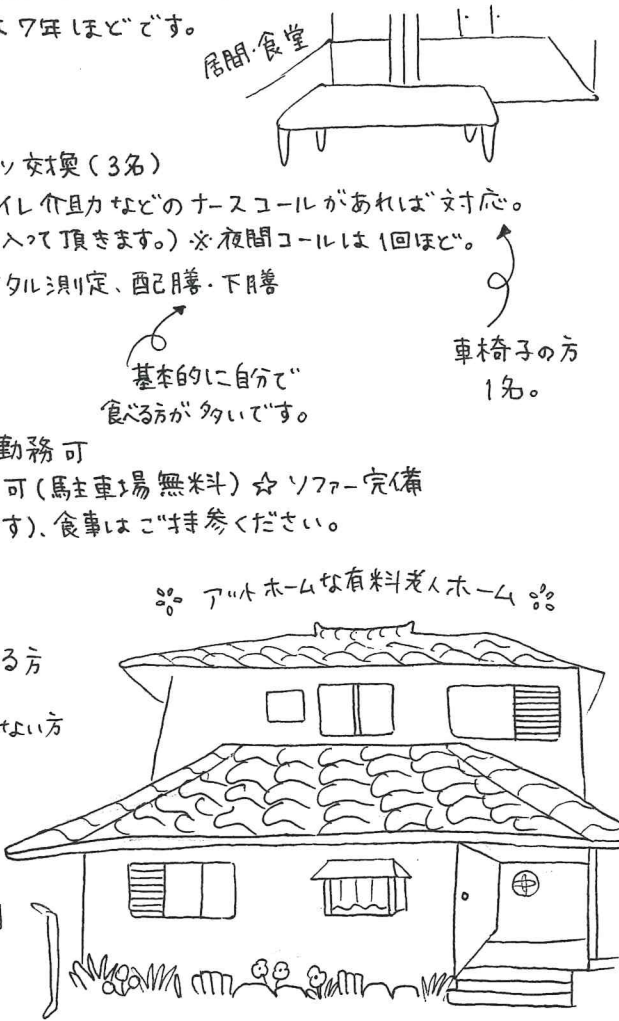 は7年ほどです。
居間・食堂
ツ交換(3名)
イレ介助などのナースコールがあれば対応。
入って頂きます。)※夜間コールは1回ほど。
タル測定、配膳・下膳
車椅子の方
1名。
基本的に自分で
食べる方が多いです。
勤務可
可(駐車場無料)☆ソファー完備
す)、食事はご持参ください。
アットホームな有料老人ホーム
る方
せない方